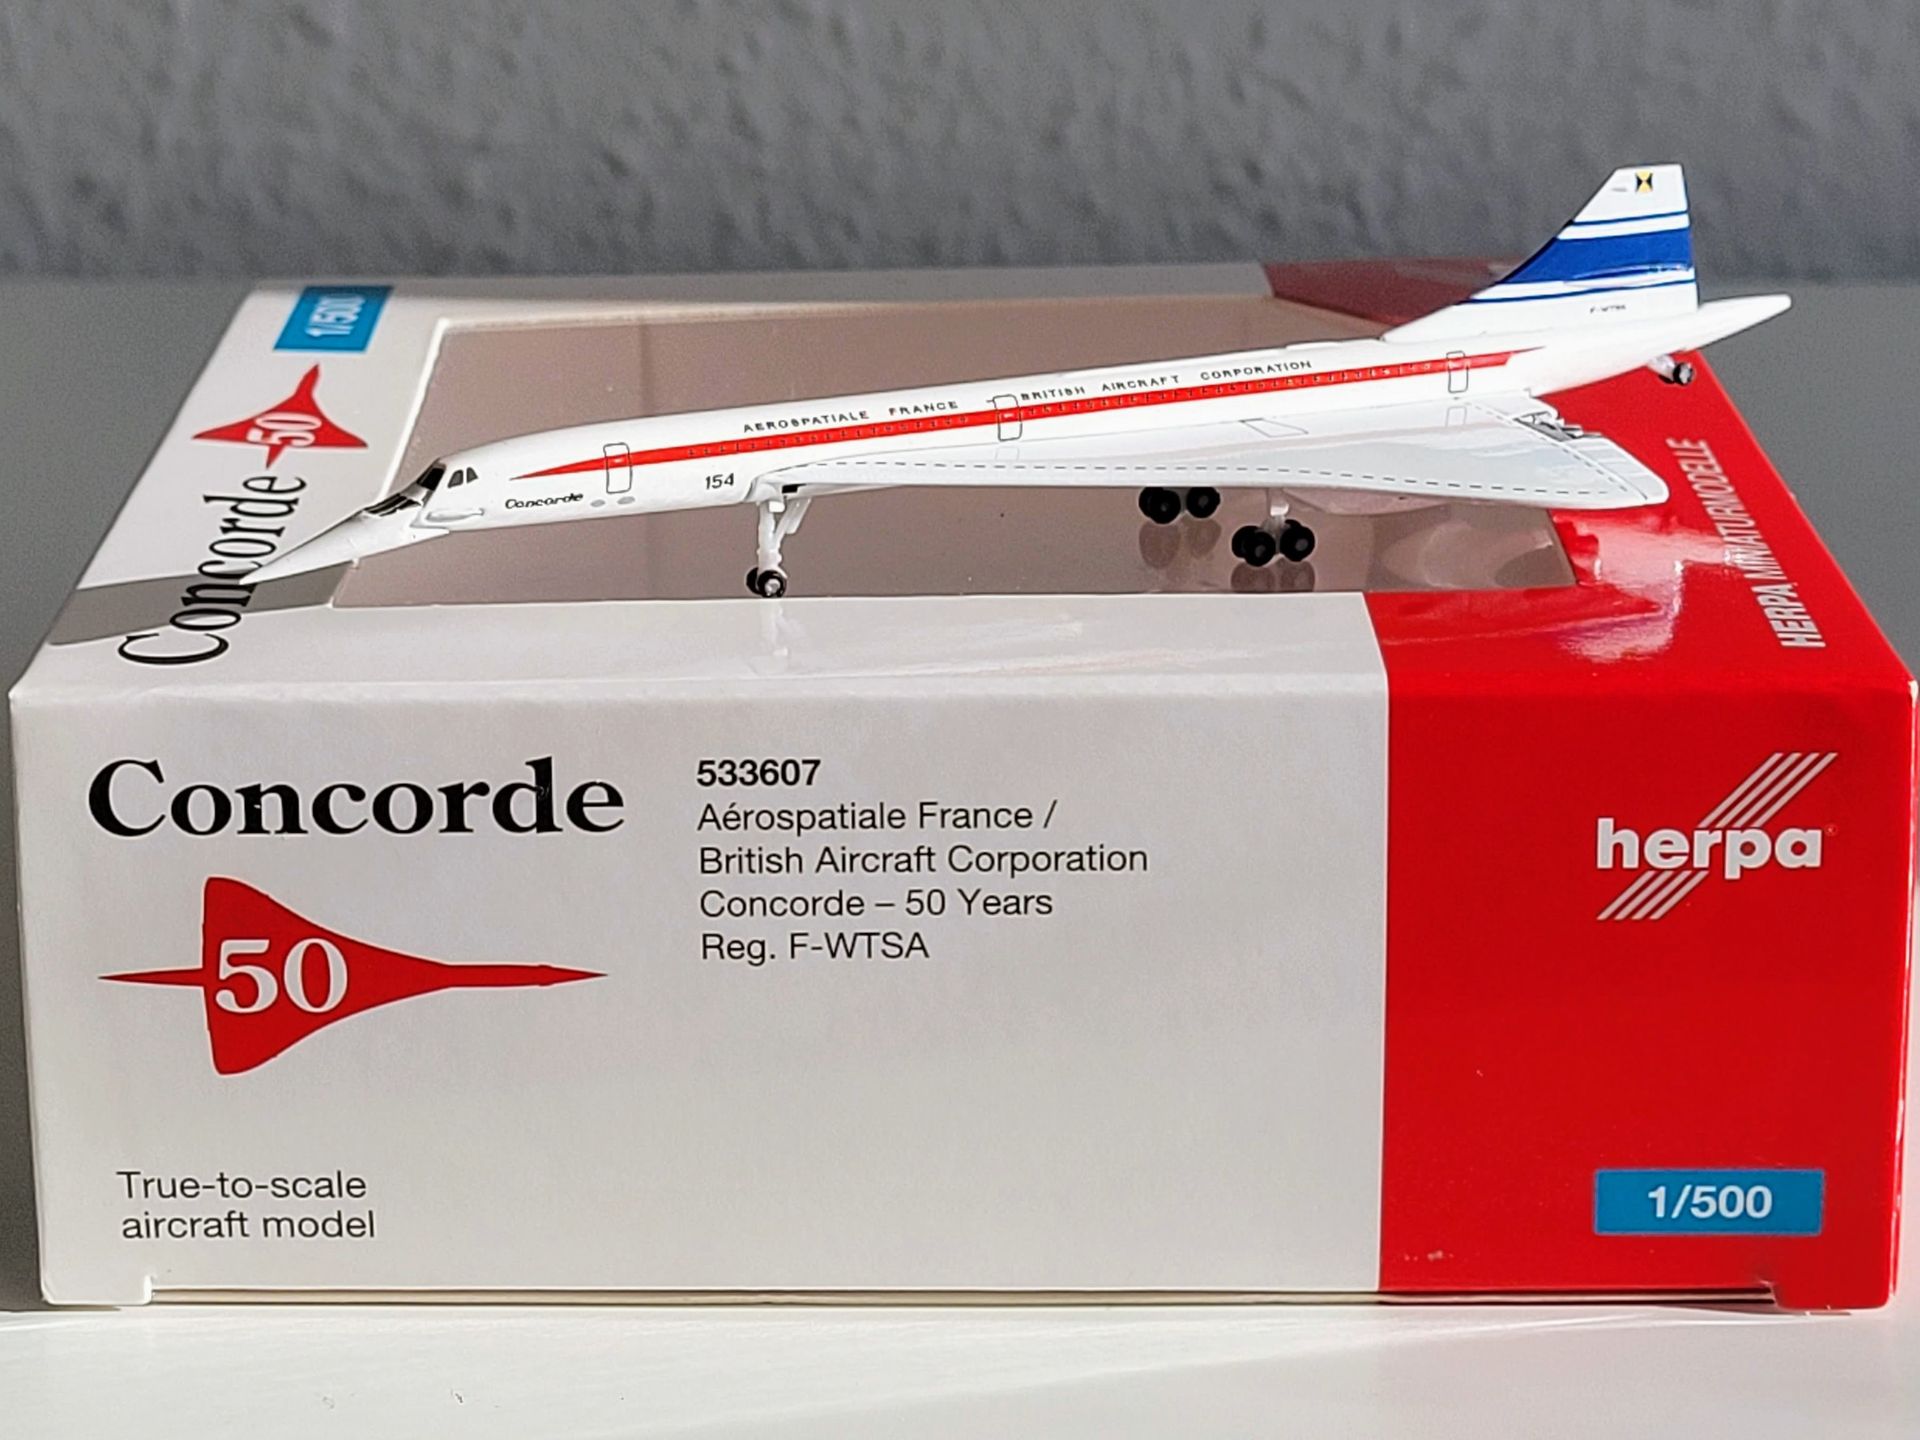 1/500
50
Concorde
HERPA MINIATURMODELLE
F-WTSA
AEROSPATIALE FRANCE BRITISH AIRCRAFT CORPORATION
Concorde
154
Concorde
50
True-to-scale
aircraft model
533607
Aérospatiale France /
British Aircraft Corporation
Concorde – 50 Years
Reg. F-WTSA
herpa®
1/500